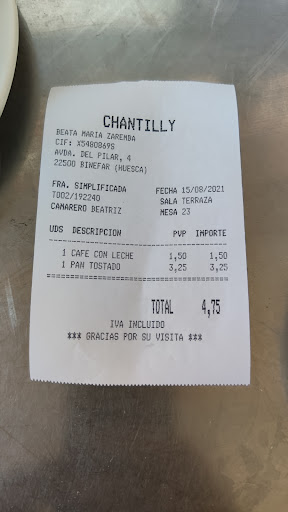 CHANTILLY
BEATA MARIA ZAREMBA
CIF: X5480869S
AVDA. DEL PILAR, 4
22500 BINEFAR (HUESCA)
FRA. SIMPLIFICADA FECHA 15/08/2021
T002/192240 SALA TERRAZA
CAMARERO BEATRIZ MESA 23
UDS DESCRIPCION PVP IMPORTE
1 CAFE CON LECHE 1,50 1,50
1 PAN TOSTADO 3,25 3,25
TOTAL 4,75
IVA INCLUIDO
*** GRACIAS POR SU VISITA ***